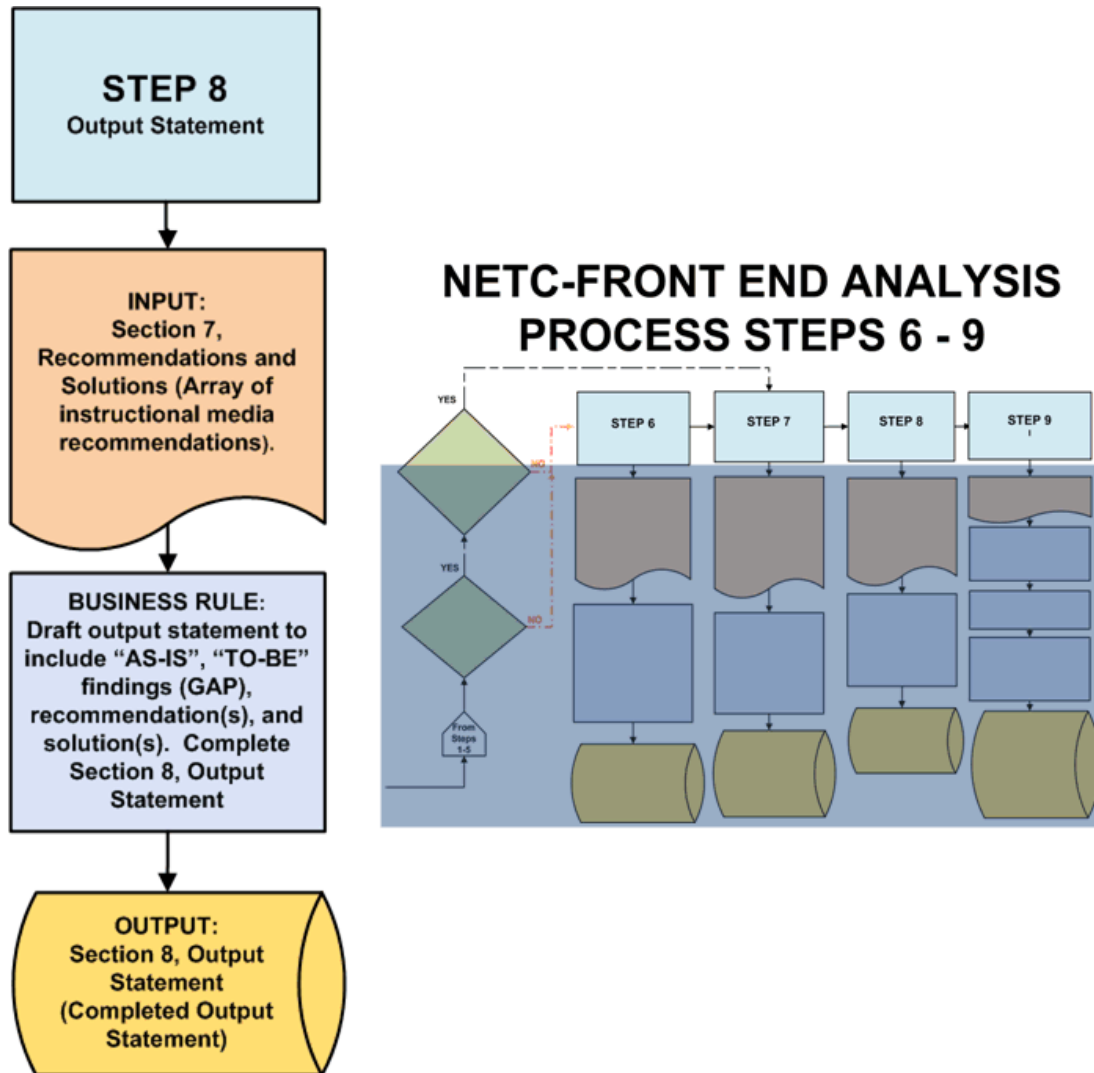 STEP 8
Output Statement
INPUT:
Section 7,
Recommendations and
Solutions (Array of
instructional media
recommendations).
BUSINESS RULE:
Draft output statement to
include “AS-IS”, “TO-BE”
findings (GAP),
recommendation(s), and
solution(s).  Complete
Section 8, Output
Statement
OUTPUT:
Section 8, Output
Statement
(Completed Output
Statement)
NETC-FRONT END ANALYSIS
PROCESS STEPS 6 - 9
YES
STEP 6
STEP 7
STEP 8
STEP 9
NO
YES
NO
From
Steps
1-5